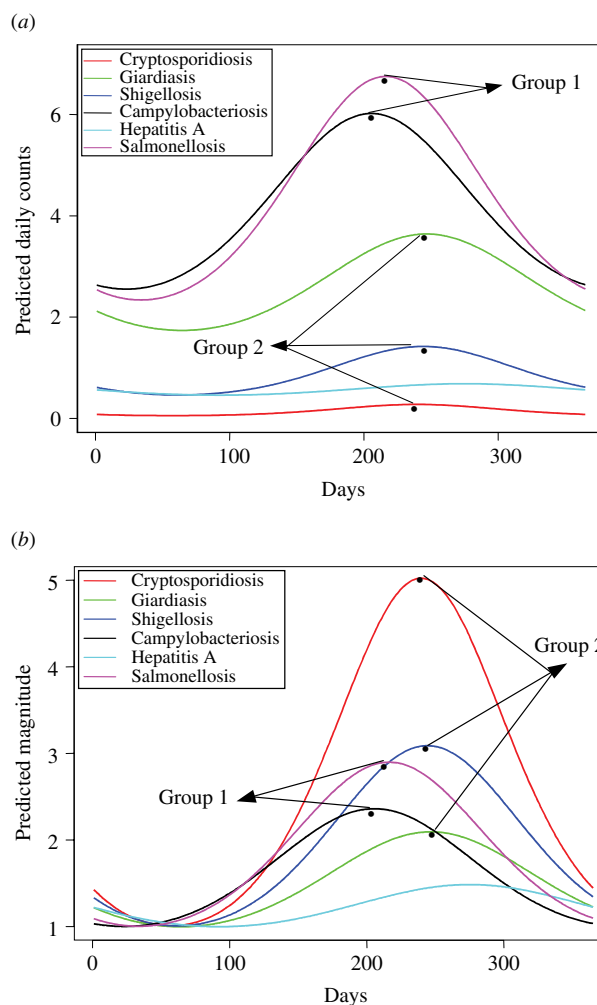 (a)
Cryptosporidiosis
Giardiasis
Shigellosis
Campylobacteriosis
Hepatitis A
Salmonellosis
Group 1
Group 2
Predicted daily counts
6
4
2
0
0 100 200 300
Days
(b)
Cryptosporidiosis
Giardiasis
Shigellosis
Campylobacteriosis
Hepatitis A
Salmonellosis
Group 2
Group 1
Predicted magnitude
5
4
3
2
1
0 100 200 300
Days